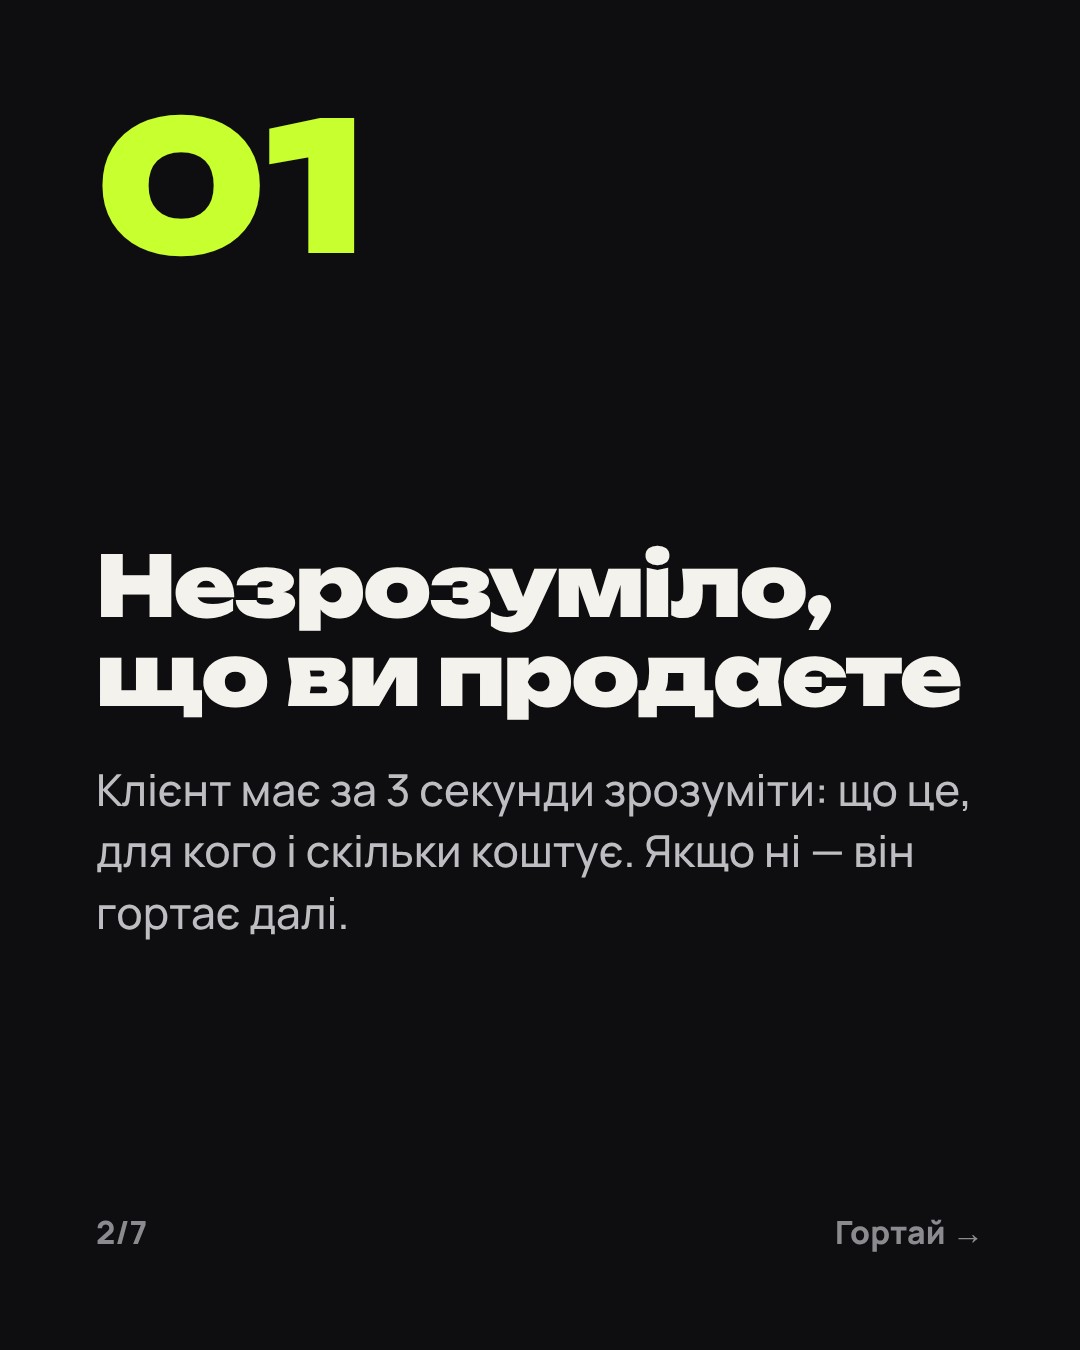 01
Незрозуміло,
що ви продаєте
Клієнт має за 3 секунди зрозуміти: що це,
для кого і скільки коштує. Якщо ні — він
гортає далі.
2/7
Гортай →